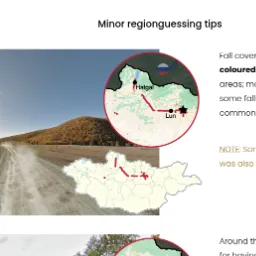 Minor regionguessing tips
Fall cover
coloured
areas; mo
some fall
common
Hatgal
Lun
NOTE: Sor
was also
Around th
for having